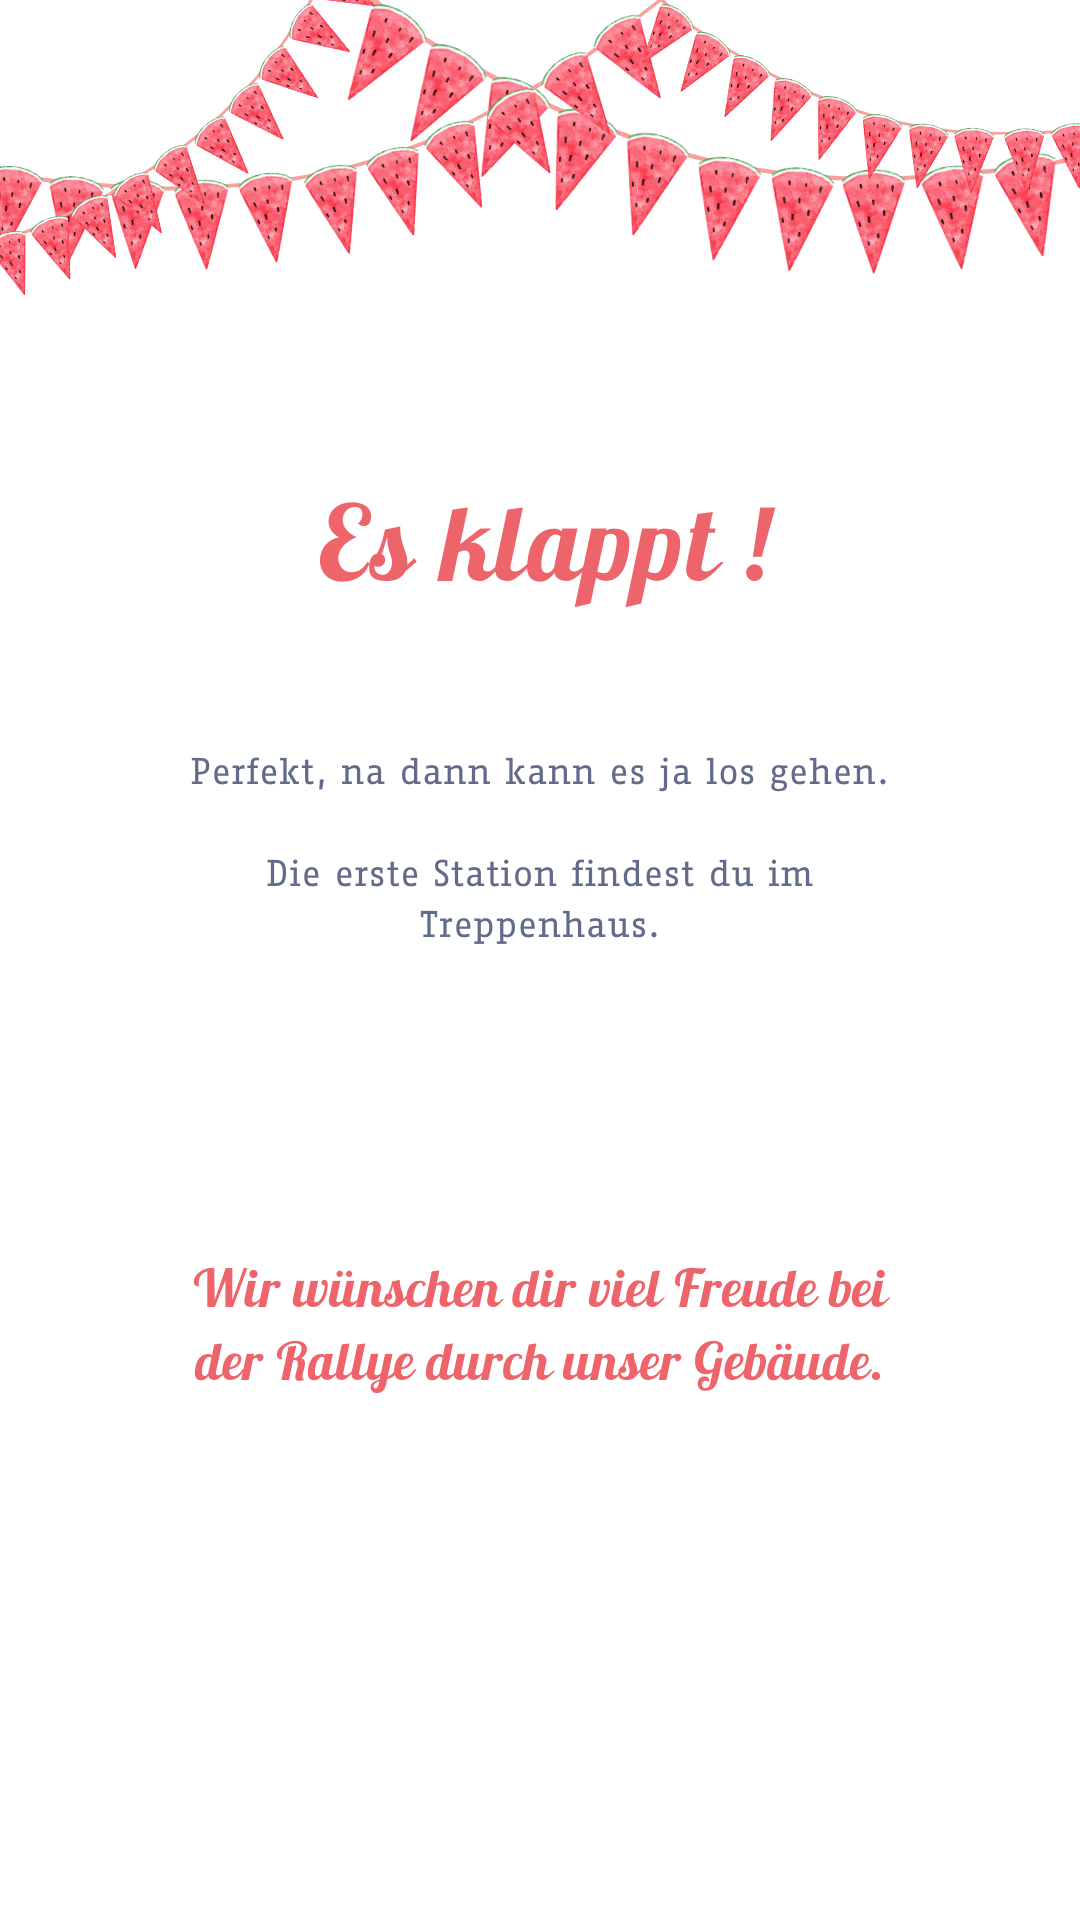 Es klappt !
Perfekt, na dann kann es ja los gehen.
Die erste Station findest du im
Treppenhaus.
Wir wünschen dir viel Freude bei
der Rallye durch unser Gebäude.